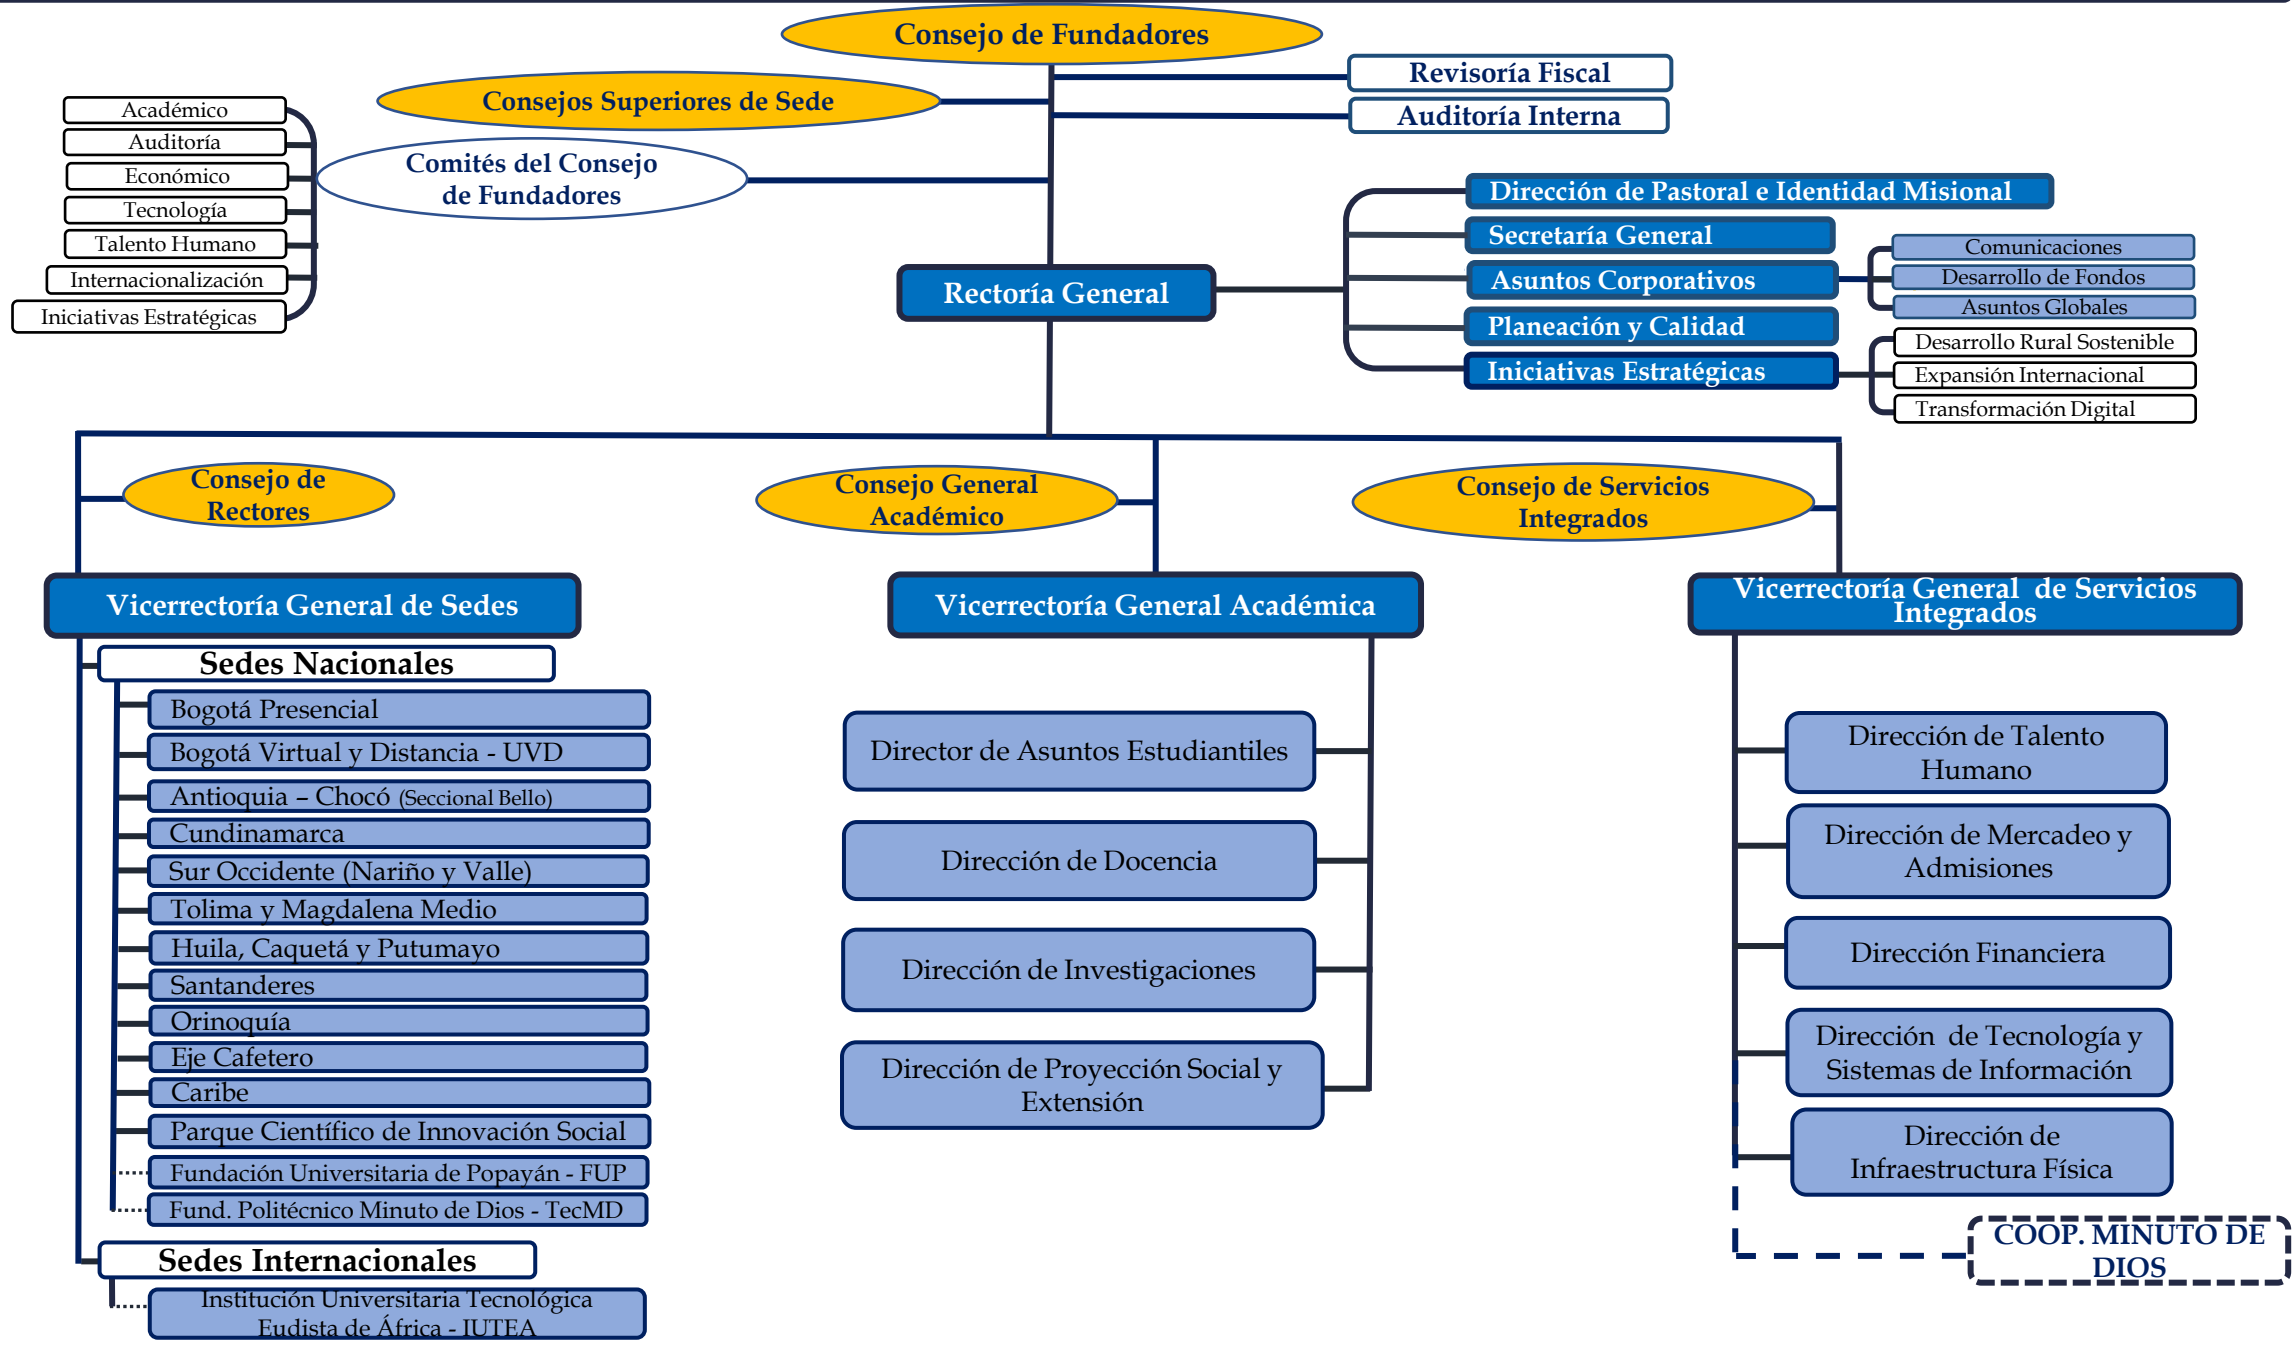 Consejo de Fundadores
Revisoría Fiscal
Consejos Superiores de Sede
Auditoría Interna
Académico
Auditoría
Económico
Tecnología
Talento Humano
Internacionalización
Iniciativas Estratégicas
Comités del Consejo
de Fundadores
Dirección de Pastoral e Identidad Misional
Secretaría General
Asuntos Corporativos
Planeación y Calidad
Iniciativas Estratégicas
Comunicaciones
Desarrollo de Fondos
Asuntos Globales
Desarrollo Rural Sostenible
Expansión Internacional
Transformación Digital
Rectoría General
Consejo de
Rectores
Consejo General
Académico
Consejo de Servicios
Integrados
Vicerrectoría General de Sedes
Sedes Nacionales
Bogotá Presencial
Bogotá Virtual y Distancia - UVD
Antioquia – Chocó (Seccional Bello)
Cundinamarca
Sur Occidente (Nariño y Valle)
Tolima y Magdalena Medio
Huila, Caquetá y Putumayo
Santanderes
Orinoquía
Eje Cafetero
Caribe
Parque Científico de Innovación Social
Fundación Universitaria de Popayán - FUP
Fund. Politécnico Minuto de Dios - TecMD
Sedes Internacionales
Institución Universitaria Tecnológica
Eudista de África - IUTEA
Vicerrectoría General Académica
Director de Asuntos Estudiantiles
Dirección de Docencia
Dirección de Investigaciones
Dirección de Proyección Social y
Extensión
Vicerrectoría General de Servicios
Integrados
Dirección de Talento
Humano
Dirección de Mercadeo y
Admisiones
Dirección Financiera
Dirección de Tecnología y
Sistemas de Información
Dirección de
Infraestructura Física
COOP. MINUTO DE
DIOS